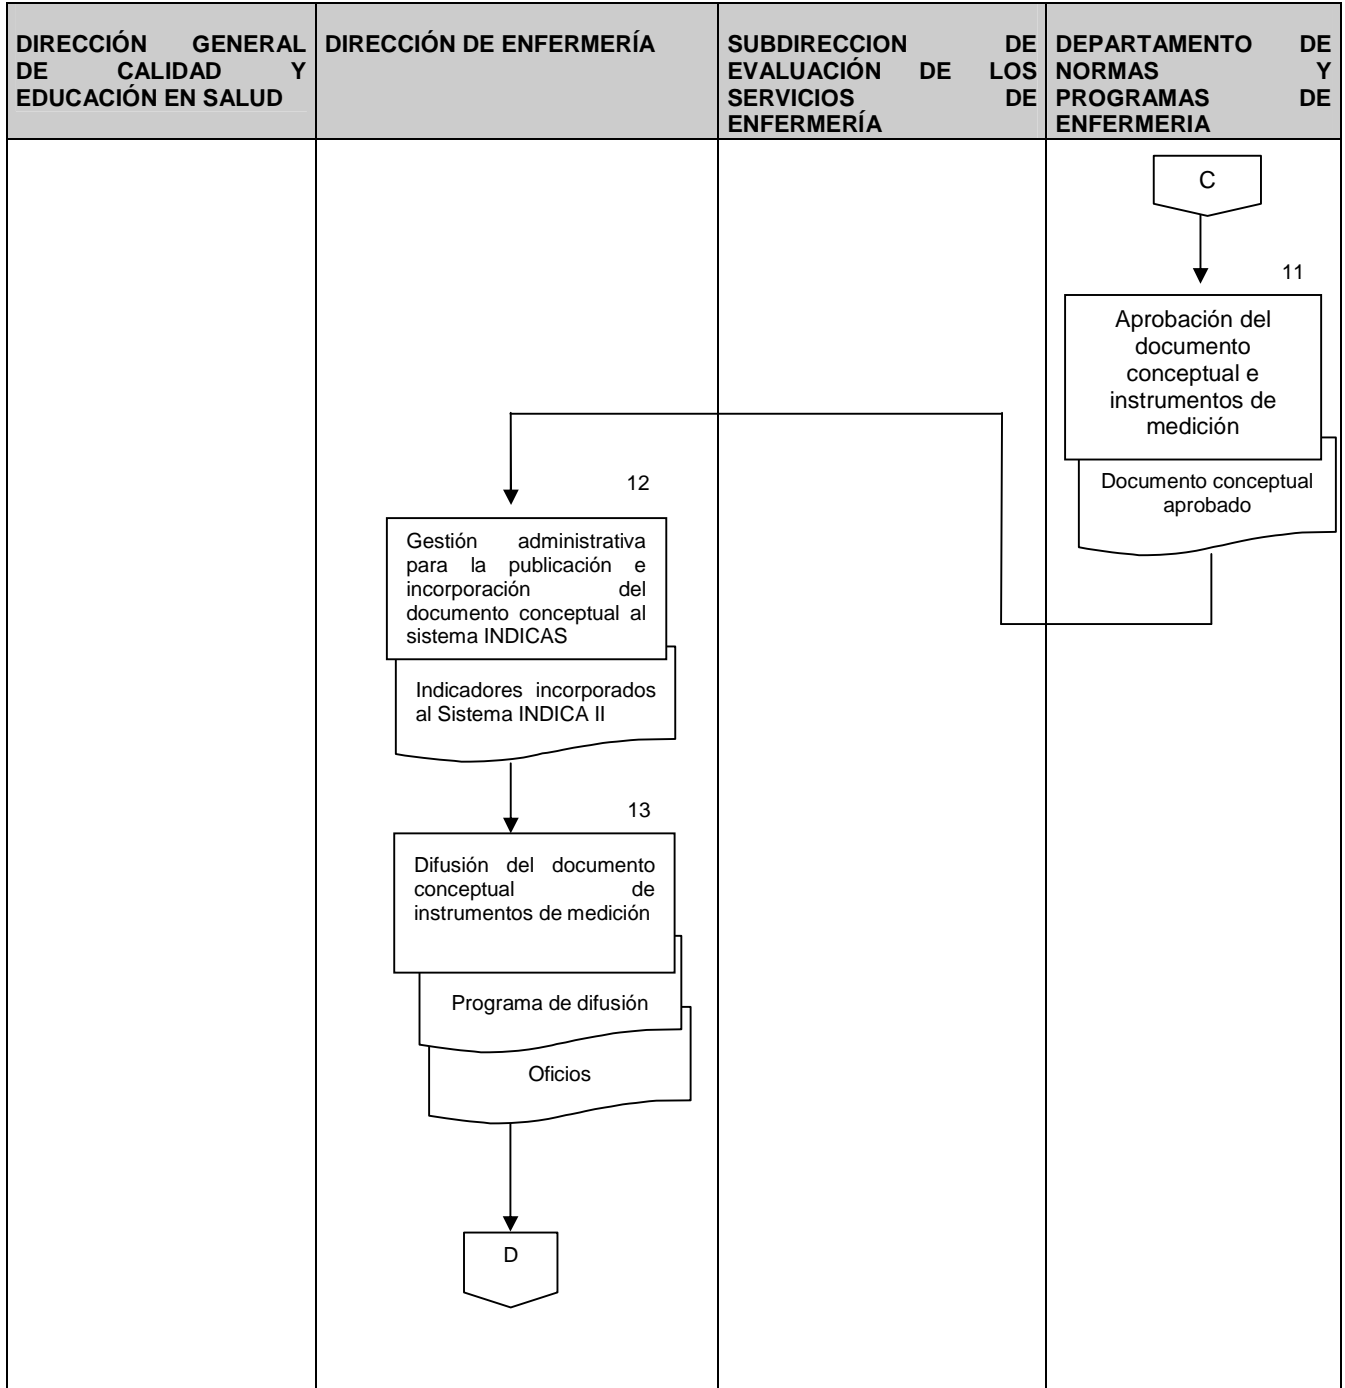 DIRECCIÓN GENERAL
DE CALIDAD Y
EDUCACIÓN EN SALUD
DIRECCIÓN DE ENFERMERÍA
SUBDIRECCION DE
EVALUACIÓN DE LOS
SERVICIOS DE
ENFERMERÍA
DEPARTAMENTO DE
NORMAS Y
PROGRAMAS DE
ENFERMERIA
C
11
Aprobación del
documento
conceptual e
instrumentos de
medición
Documento conceptual
aprobado
12
Gestión administrativa
para la publicación e
incorporación del
documento conceptual al
sistema INDICAS
Indicadores incorporados
al Sistema INDICA II
13
Difusión del documento
conceptual de
instrumentos de medición
Programa de difusión
Oficios
D